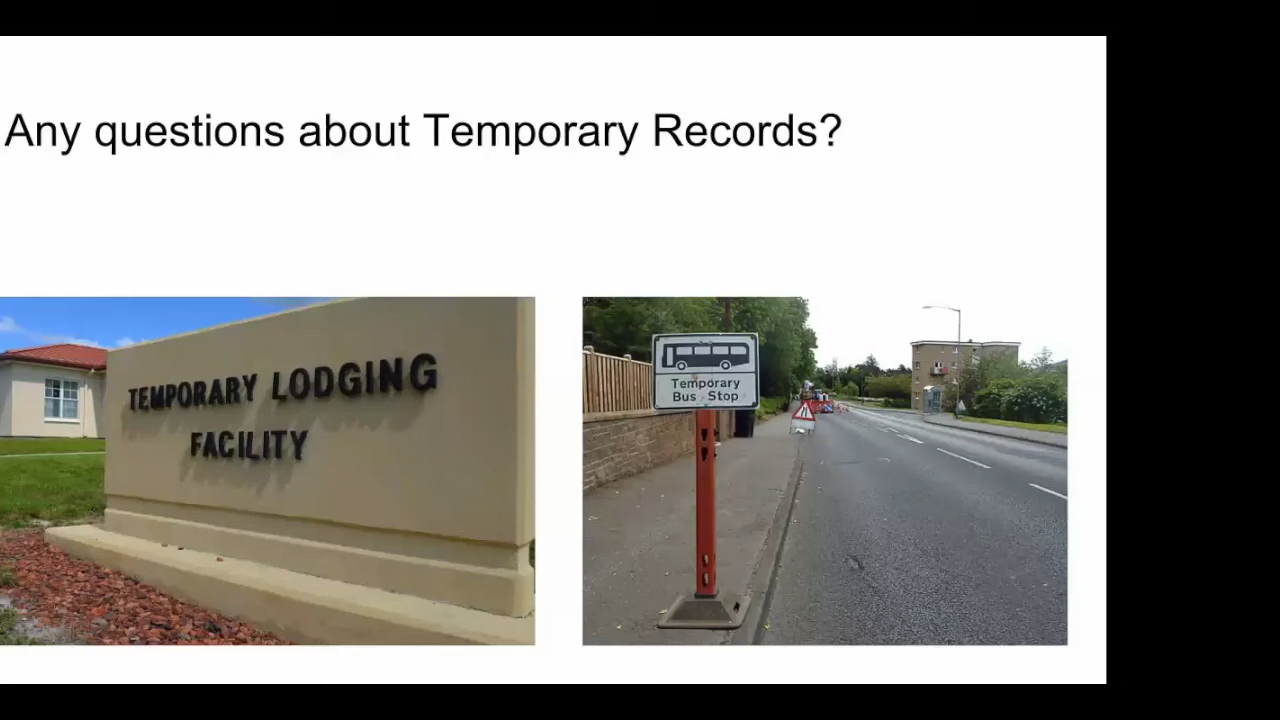 Any questions about Temporary Records?
TEMPORARY LODGING
FACILITY
Temporary
Bus Stop